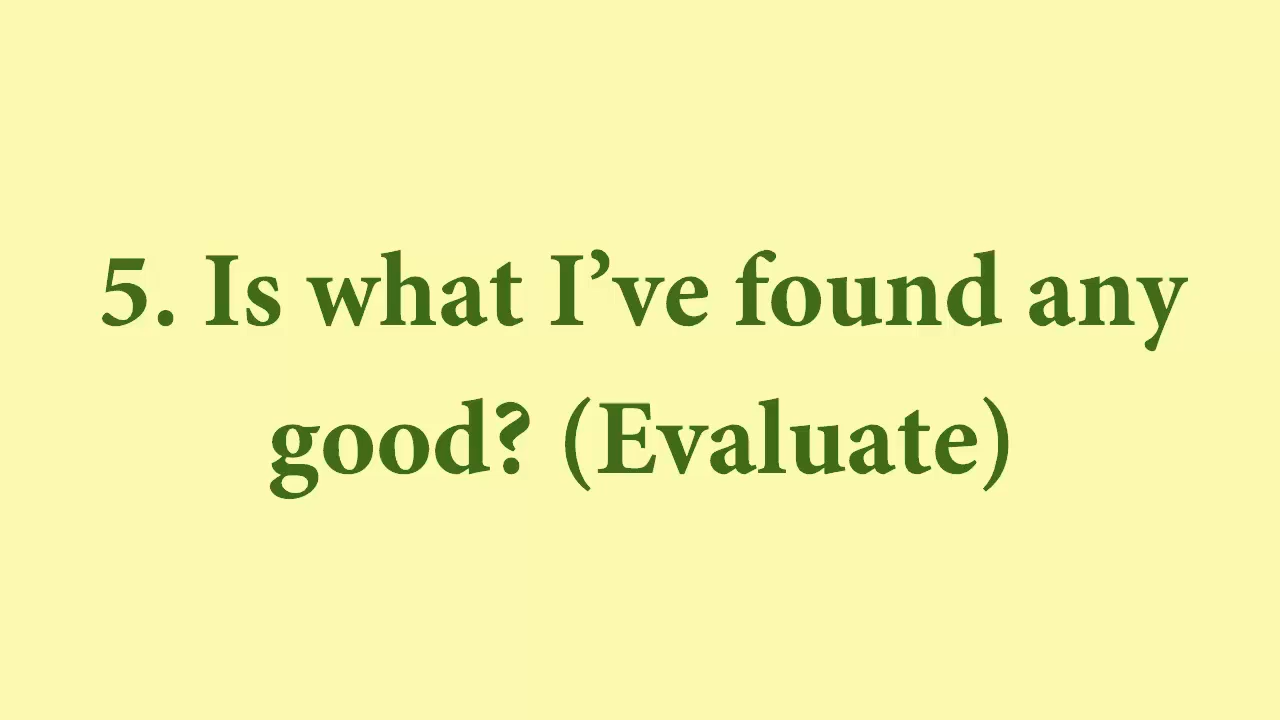 5. Is what I’ve found any
good? (Evaluate)